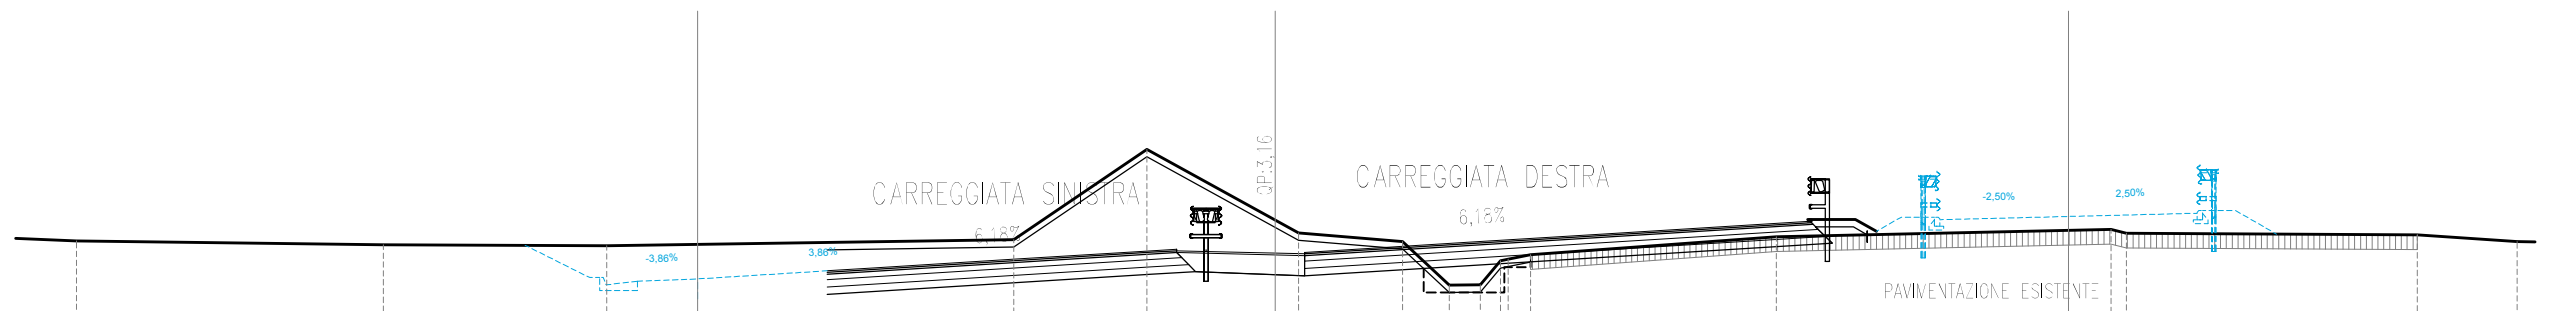 CARREGGIATA SINISTRA
6,18%
QP:3.16
CARREGGIATA DESTRA
6,18%
-3,86%
3,86%
-2,50%
2,50%
PAVIMENTAZIONE ESISTENTE